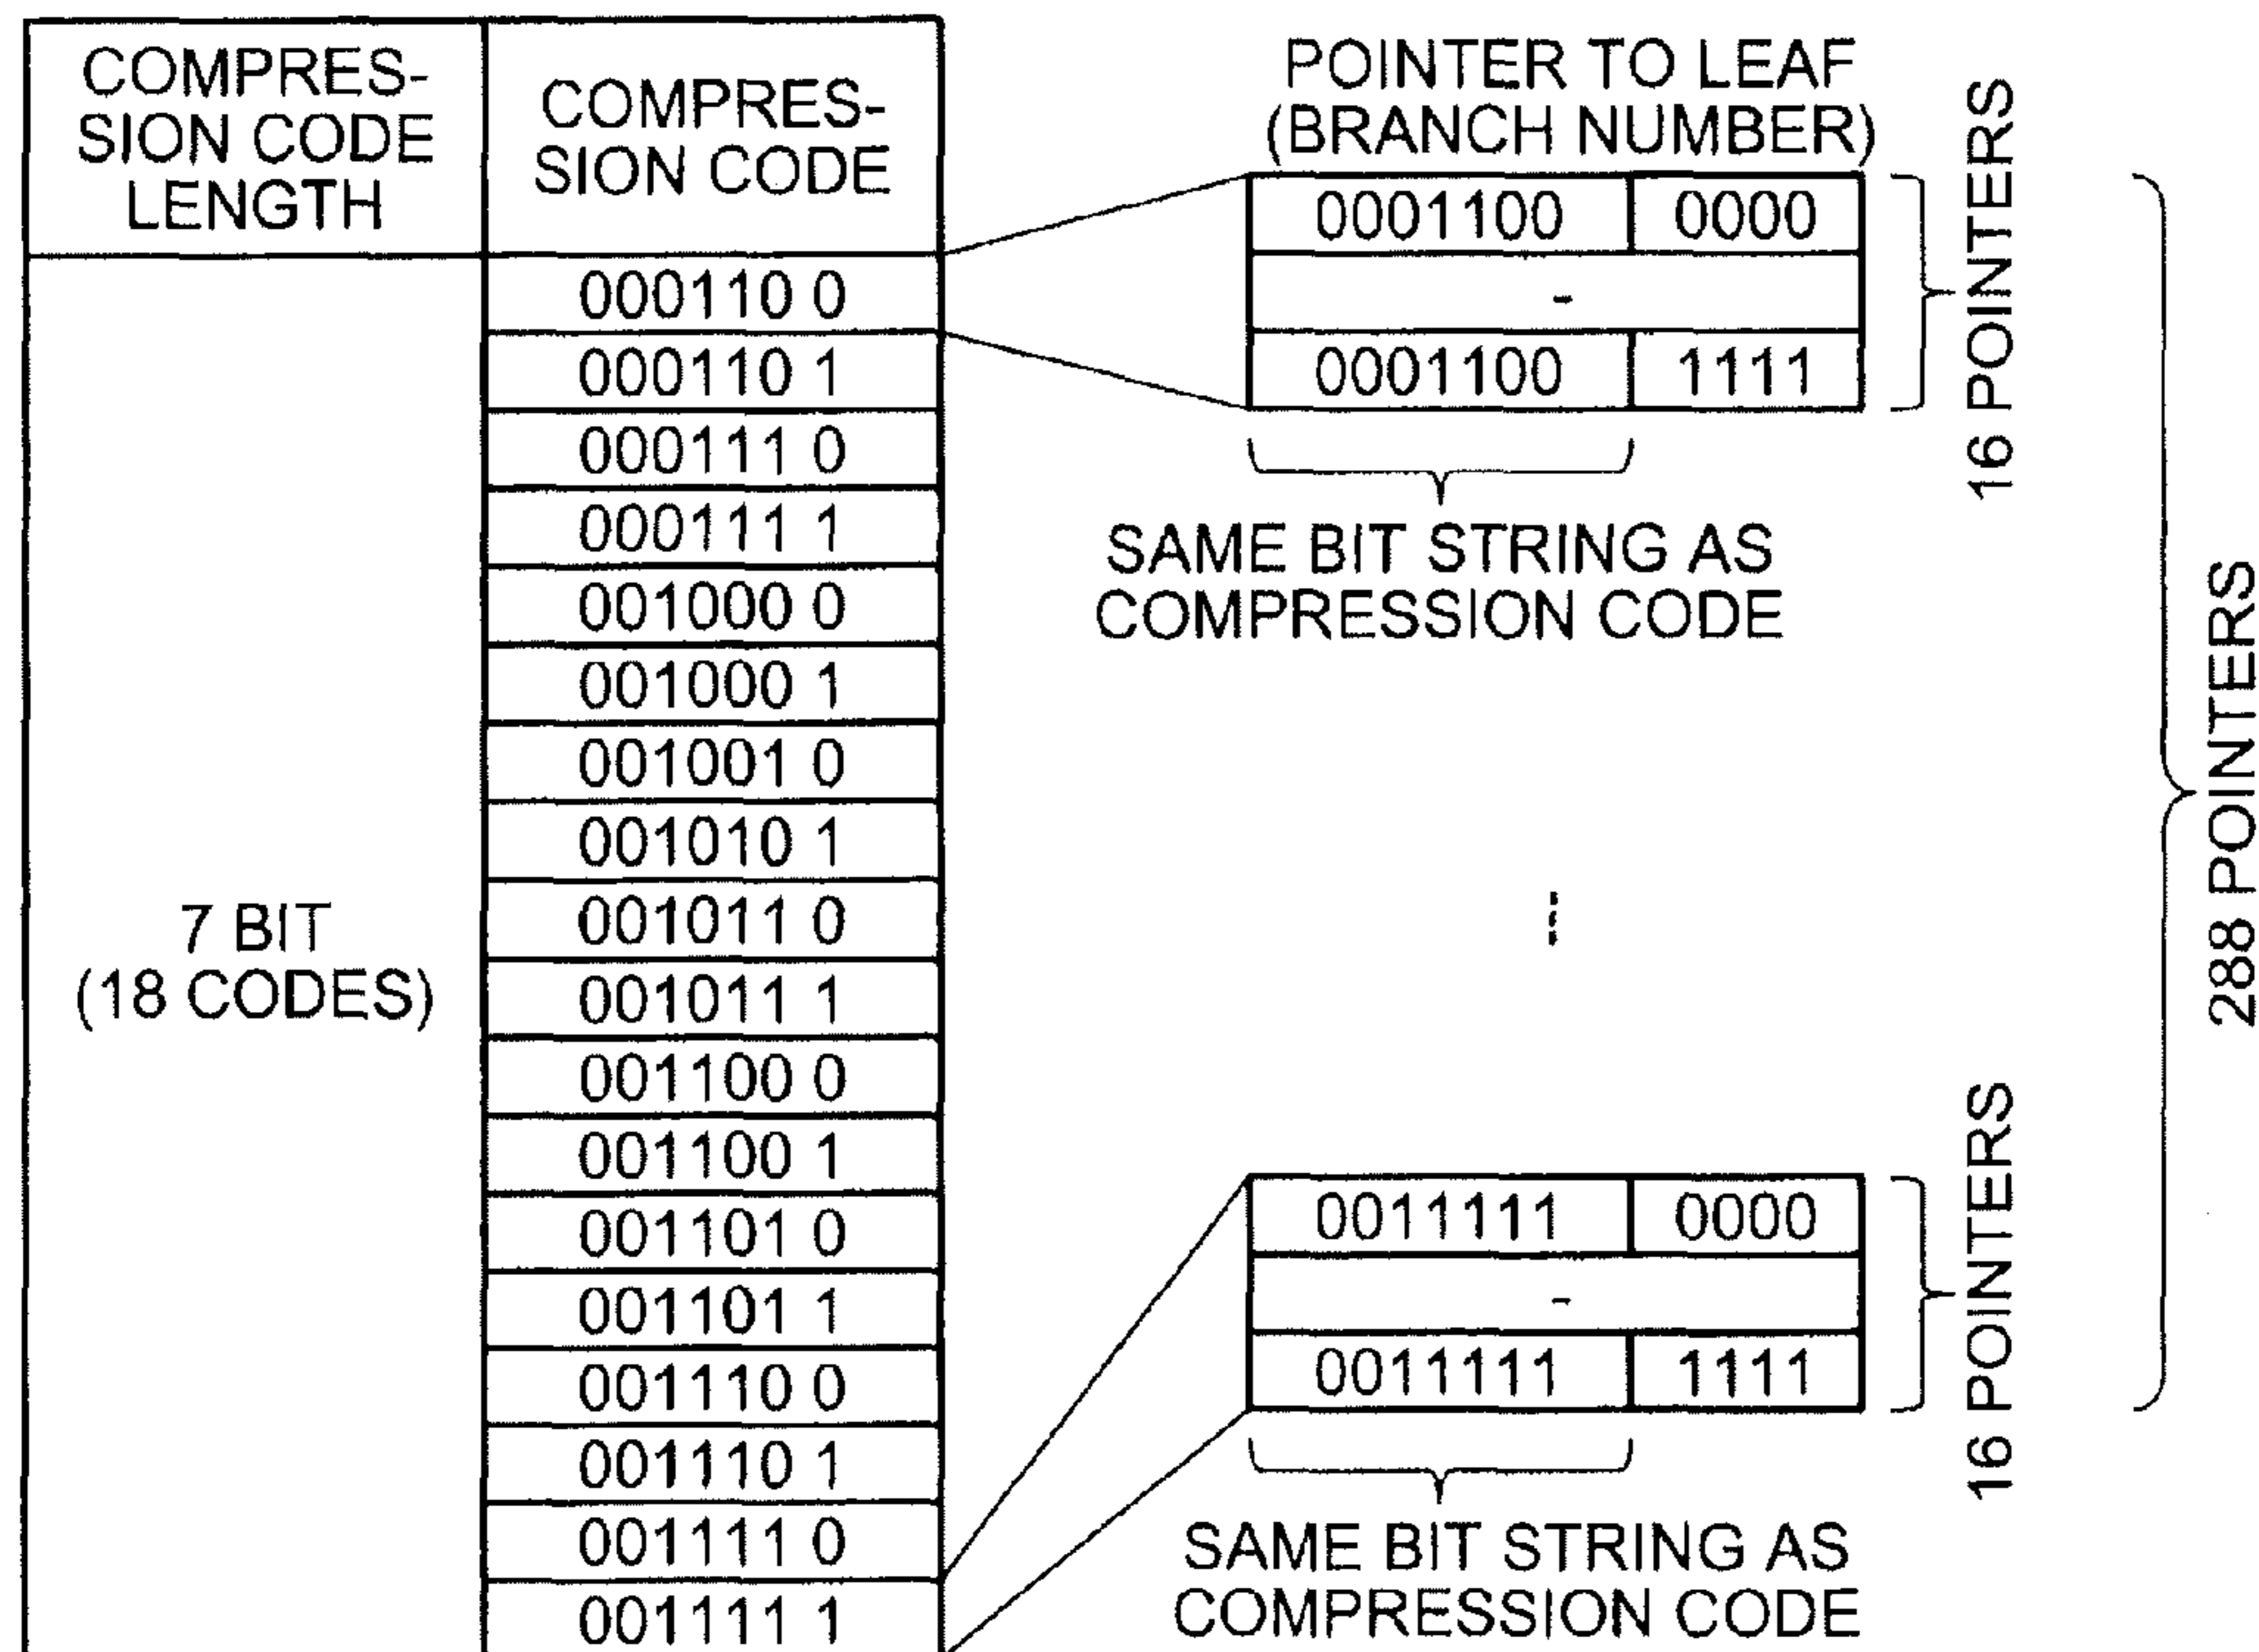 COMPRES-
SION CODE
LENGTH
COMPRES-
SION CODE
7 BIT
(18 CODES)
000110 0
000110 1
000111 0
000111 1
001000 0
001000 1
001001 0
001010 1
001011 0
001011 1
001100 0
001100 1
001101 0
001101 1
001110 0
001110 1
001111 0
001111 1
POINTER TO LEAF
(BRANCH NUMBER)
0001100 0000
-
0001100 1111
16 POINTERS
SAME BIT STRING AS
COMPRESSION CODE
0011111 0000
-
0011111 1111
16 POINTERS
SAME BIT STRING AS
COMPRESSION CODE
288 POINTERS